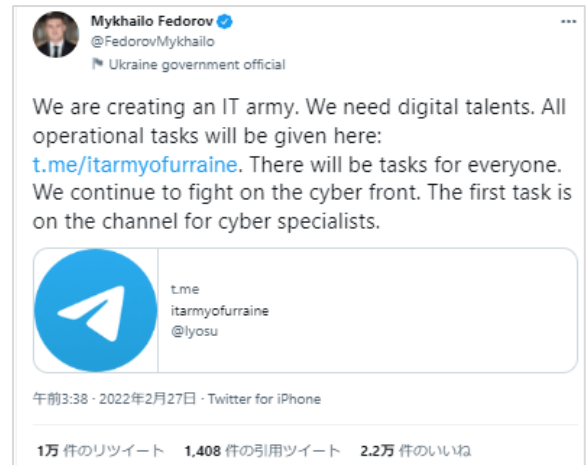 Mykhailo Fedorov
@FedorovMykhailo
Ukraine government official
We are creating an IT army. We need digital talents. All
operational tasks will be given here:
t.me/itarmyofurraine. There will be tasks for everyone.
We continue to fight on the cyber front. The first task is
on the channel for cyber specialists.
t.me
itarmyofurraine
@lyosu
午前3:38 · 2022年2月27日 · Twitter for iPhone
1万 件のリツイート 1,408 件の引用ツイート 2.2万 件のいいね